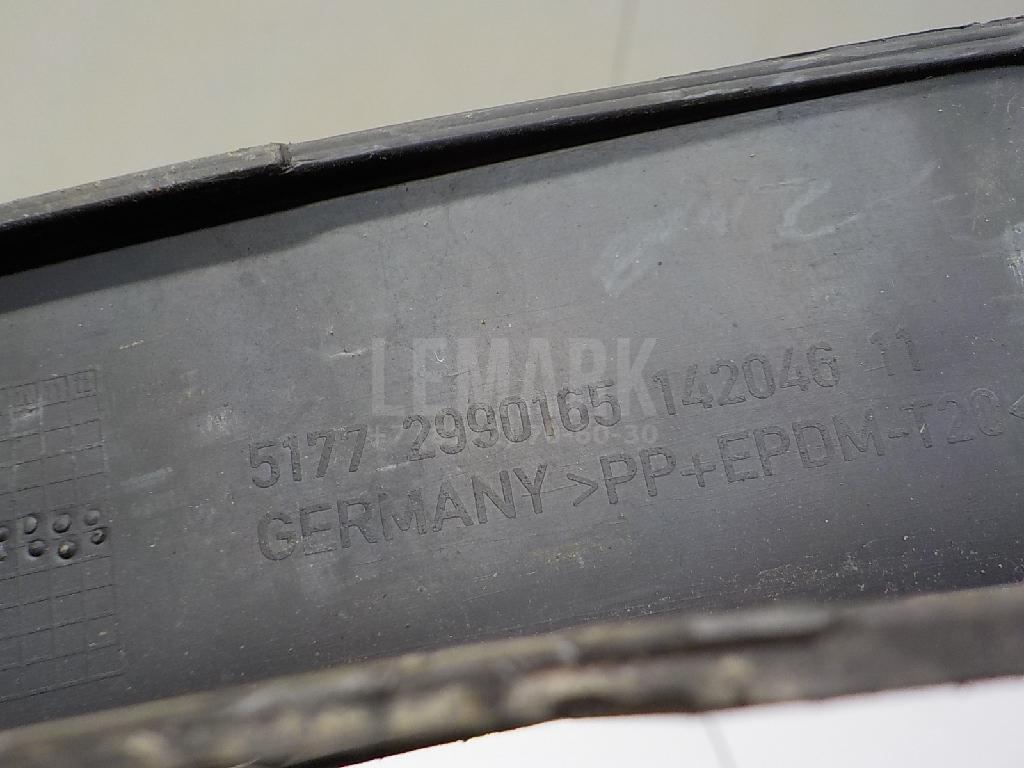 LEMARK
5177 2990165 142046 11
GERMANY >PP+EPDM-T20<